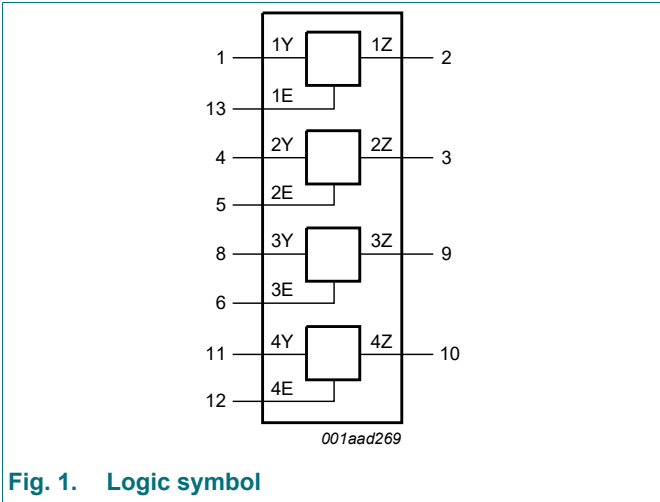 1 1Y 1Z 2
13 1E
4 2Y 2Z 3
5 2E
8 3Y 3Z 9
6 3E
11 4Y 4Z 10
12 4E
001aad269
Fig. 1. Logic symbol